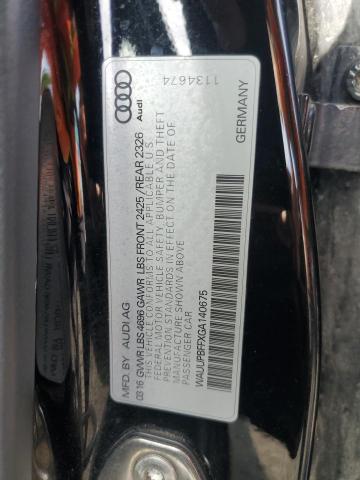 MFD. BY AUDI AG
03 16 GVWR LBS 4696 GAWR LBS FRONT 2425 / REAR 2326
THIS VEHICLE CONFORMS TO ALL APPLICABLE U.S.
FEDERAL MOTOR VEHICLE SAFETY, BUMPER AND THEFT
PREVENTION STANDARDS IN EFFECT ON THE DATE OF
MANUFACTURE SHOWN ABOVE
PASSENGER CAR
WAUUPBFFXGA140675
Audi
1134674
GERMANY